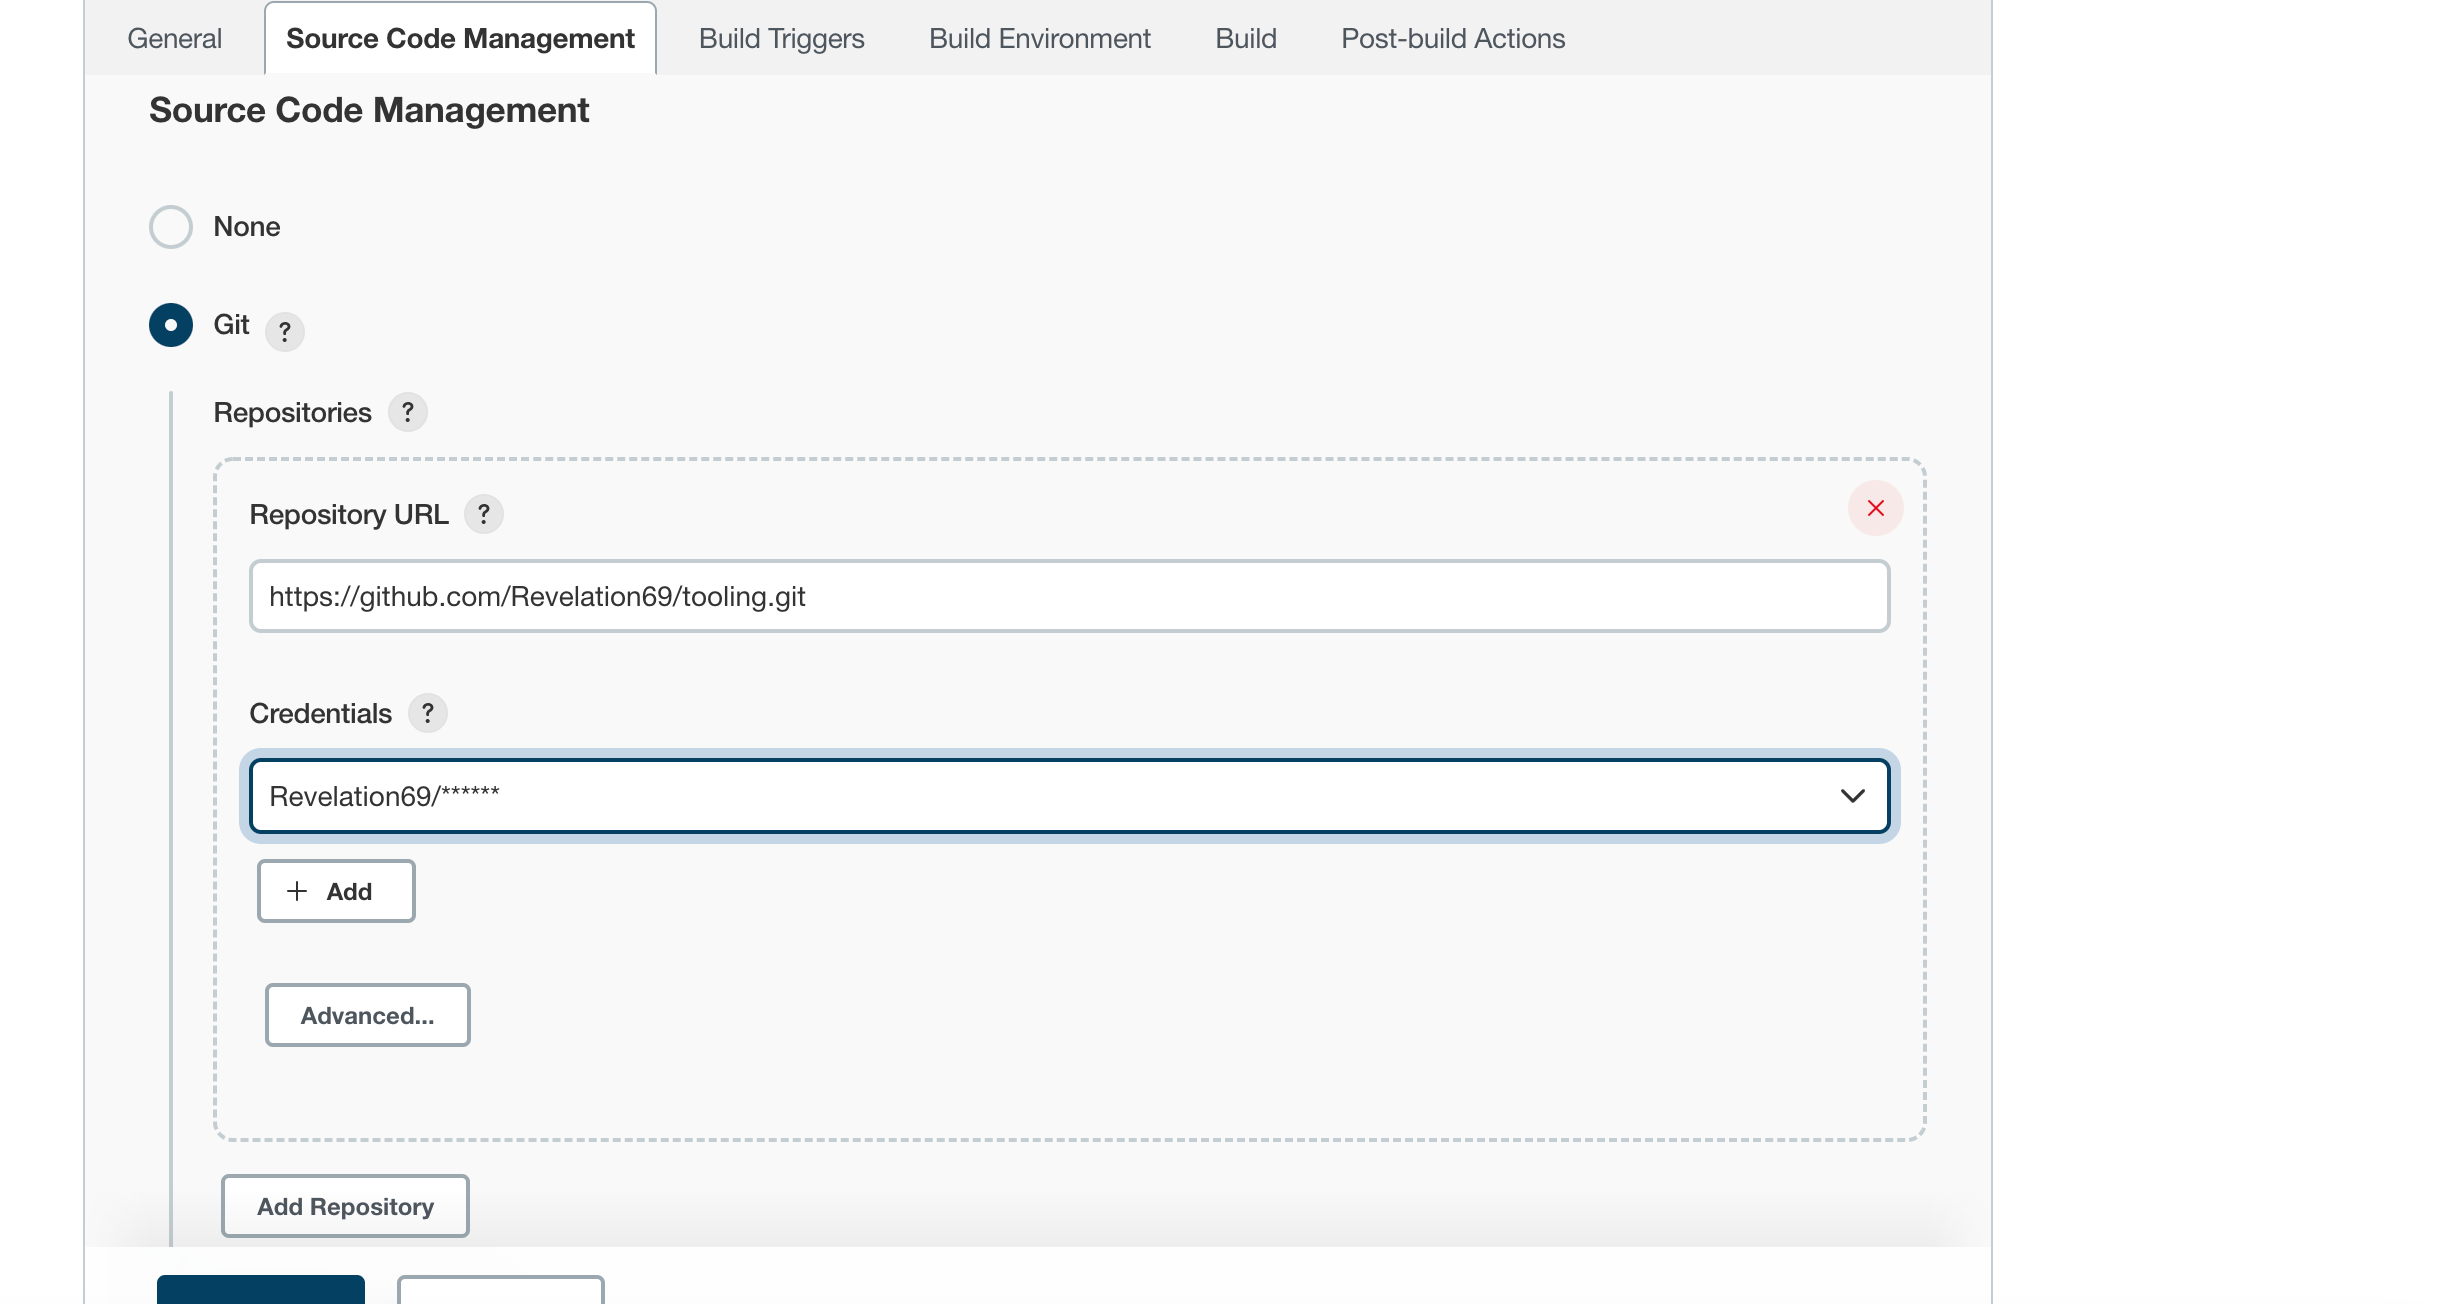 General Source Code Management Build Triggers Build Environment Build Post-build Actions
Source Code Management
None
Git ?
Repositories ?
Repository URL ?
https://github.com/Revelation69/tooling.git
Credentials ?
Revelation69/******
+ Add
Advanced...
Add Repository